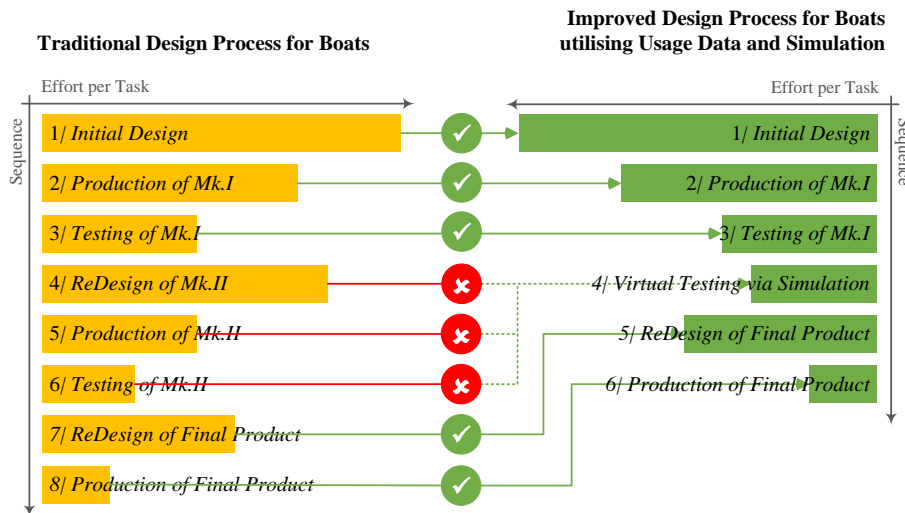 Traditional Design Process for Boats
Improved Design Process for Boats
utilising Usage Data and Simulation
Effort per Task
Effort per Task
Sequence
Sequence
1/ Initial Design
2/ Production of Mk.I
3/ Testing of Mk.I
4/ ReDesign of Mk.II
5/ Production of Mk.II
6/ Testing of Mk.II
7/ ReDesign of Final Product
8/ Production of Final Product
1/ Initial Design
2/ Production of Mk.I
3/ Testing of Mk.I
4/ Virtual Testing via Simulation
5/ ReDesign of Final Product
6/ Production of Final Product